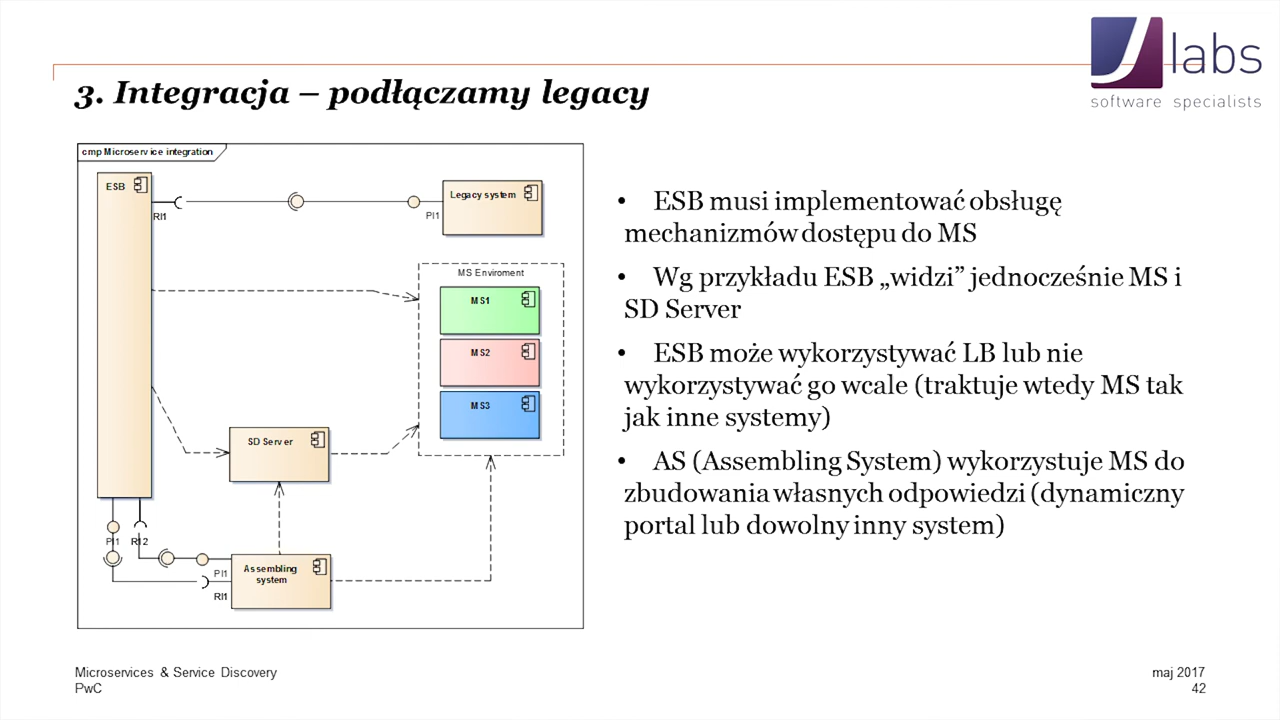 labs
software specialists
3. Integracja – podłączamy legacy
cmp Microservice integration
ESB
RI1
PI1
Legacy system
MS Enviroment
MS1
MS2
MS3
SD Server
PI1
RI2
PI1
RI1
Assembling
system
• ESB musi implementować obsługę
mechanizmów dostępu do MS
• Wg przykładu ESB „widzi” jednocześnie MS i
SD Server
• ESB może wykorzystywać LB lub nie
wykorzystywać go wcale (traktuje wtedy MS tak
jak inne systemy)
• AS (Assembling System) wykorzystuje MS do
zbudowania własnych odpowiedzi (dynamiczny
portal lub dowolny inny system)
Microservices & Service Discovery
PwC
maj 2017
42